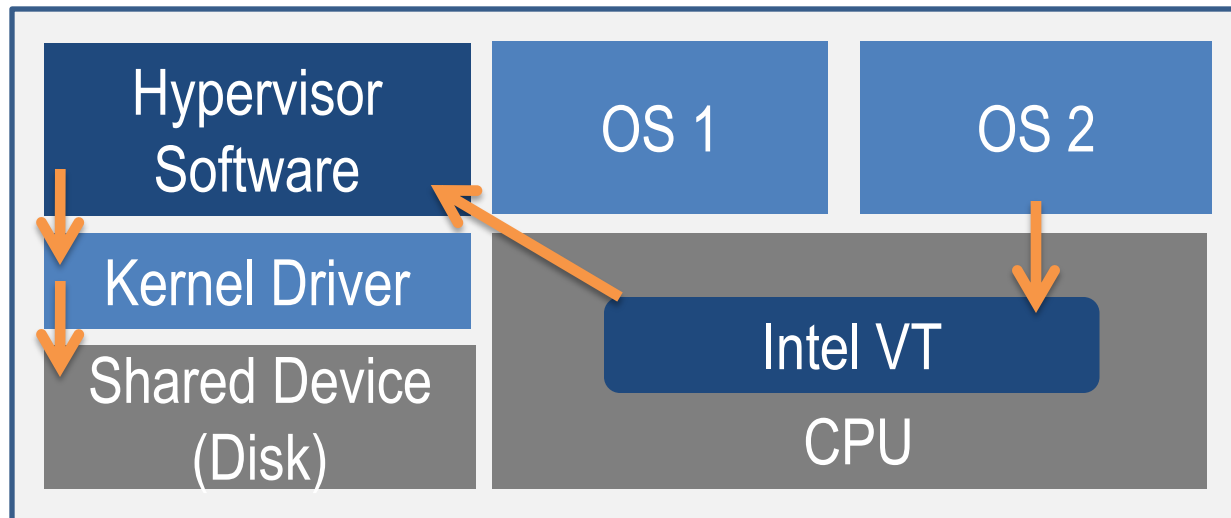 Hypervisor
Software
OS 1
OS 2
Kernel Driver
Intel VT
Shared Device
(Disk)
CPU